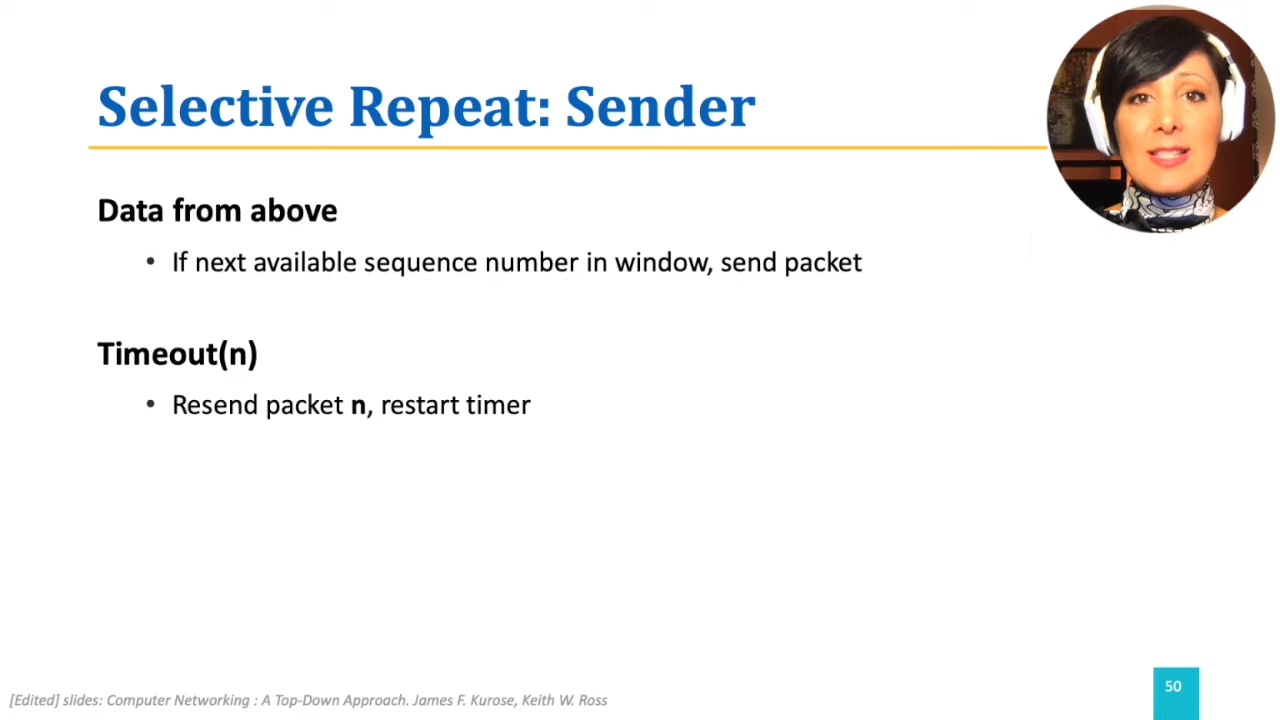 Selective Repeat: Sender
Data from above
• If next available sequence number in window, send packet
Timeout(n)
• Resend packet n, restart timer
[Edited] slides: Computer Networking : A Top-Down Approach. James F. Kurose, Keith W. Ross
50